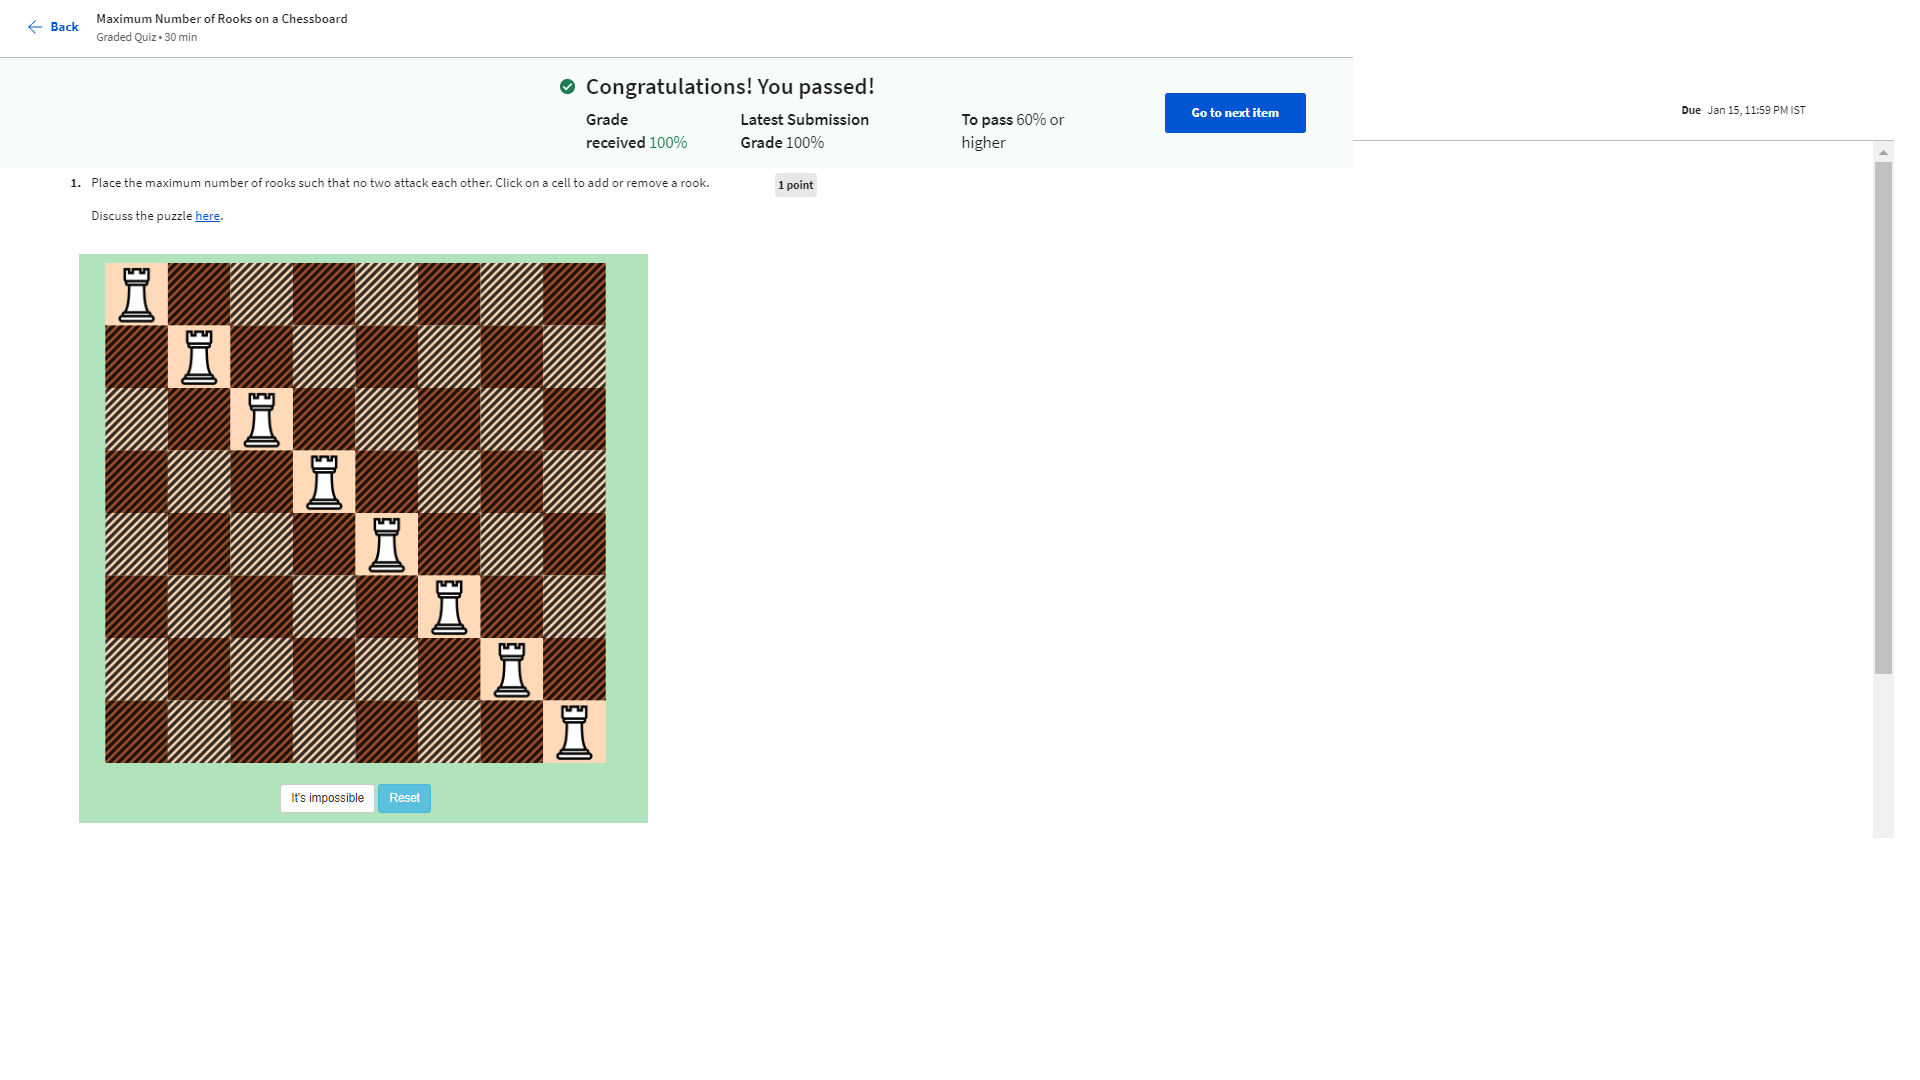 Back
Maximum Number of Rooks on a Chessboard
Graded Quiz • 30 min
Congratulations! You passed!
Grade received 100%
Latest Submission Grade 100%
To pass 60% or higher
Go to next item
Due Jan 15, 11:59 PM IST
1. Place the maximum number of rooks such that no two attack each other. Click on a cell to add or remove a rook.
1 point
Discuss the puzzle here.
It's impossible
Reset